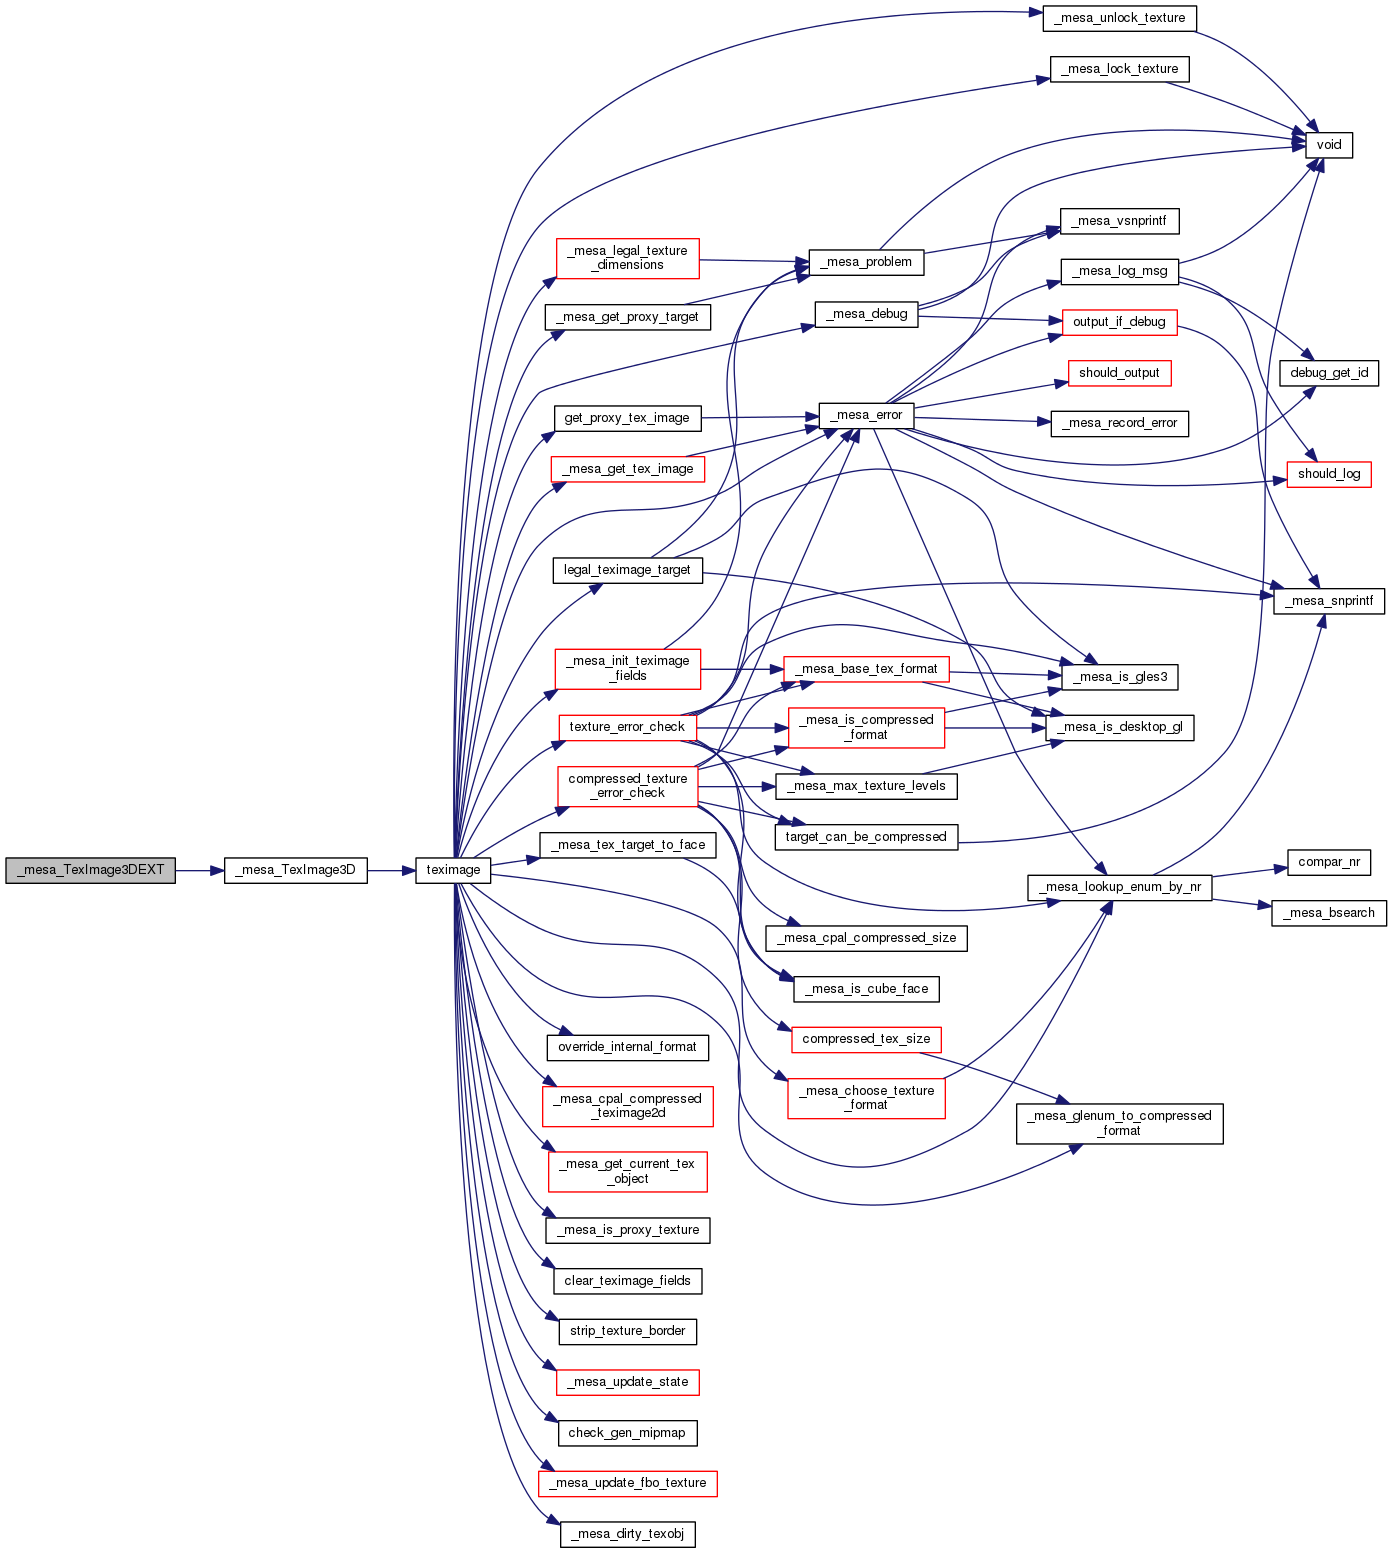 _mesa_TexImage3DEXT
_mesa_TexImage3D
teximage
_mesa_legal_texture
_dimensions
_mesa_get_proxy_target
get_proxy_tex_image
_mesa_get_tex_image
legal_teximage_target
_mesa_init_teximage
_fields
texture_error_check
compressed_texture
_error_check
_mesa_tex_target_to_face
override_internal_format
_mesa_cpal_compressed
_teximage2d
_mesa_get_current_tex
_object
_mesa_is_proxy_texture
clear_teximage_fields
strip_texture_border
_mesa_update_state
check_gen_mipmap
_mesa_update_fbo_texture
_mesa_dirty_texobj
_mesa_problem
_mesa_debug
_mesa_error
_mesa_base_tex_format
_mesa_is_compressed
_format
_mesa_max_texture_levels
target_can_be_compressed
_mesa_cpal_compressed_size
_mesa_is_cube_face
compressed_tex_size
_mesa_choose_texture
_format
_mesa_unlock_texture
_mesa_lock_texture
_mesa_vsnprintf
_mesa_log_msg
output_if_debug
should_output
_mesa_record_error
_mesa_is_gles3
_mesa_is_desktop_gl
_mesa_lookup_enum_by_nr
_mesa_glenum_to_compressed
_format
void
debug_get_id
should_log
_mesa_snprintf
compar_nr
_mesa_bsearch